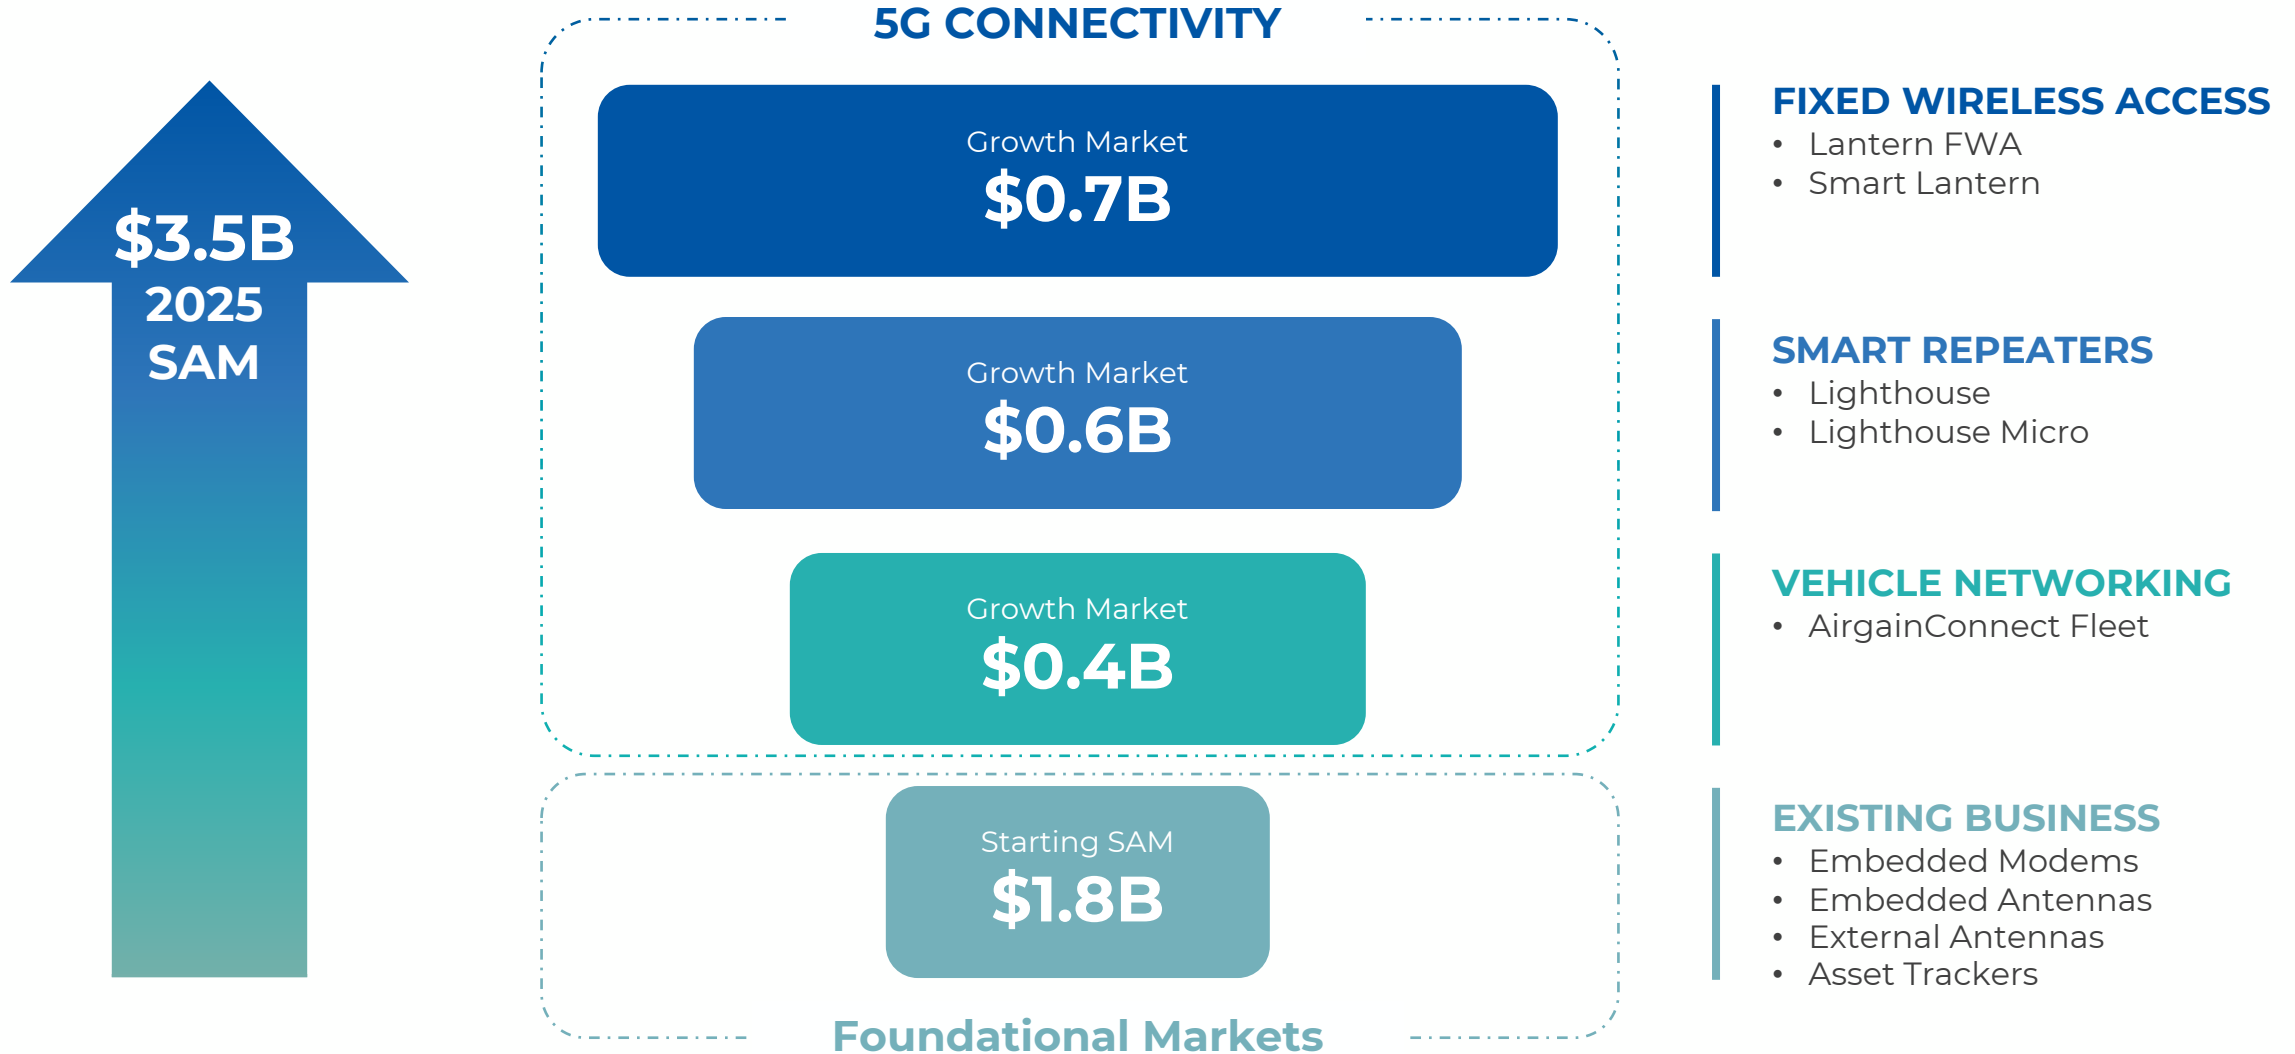 $3.5B
2025
SAM
5G CONNECTIVITY
Growth Market
$0.7B
Growth Market
$0.6B
Growth Market
$0.4B
Starting SAM
$1.8B
Foundational Markets
FIXED WIRELESS ACCESS
• Lantern FWA
• Smart Lantern
SMART REPEATERS
• Lighthouse
• Lighthouse Micro
VEHICLE NETWORKING
• AirgainConnect Fleet
EXISTING BUSINESS
• Embedded Modems
• Embedded Antennas
• External Antennas
• Asset Trackers